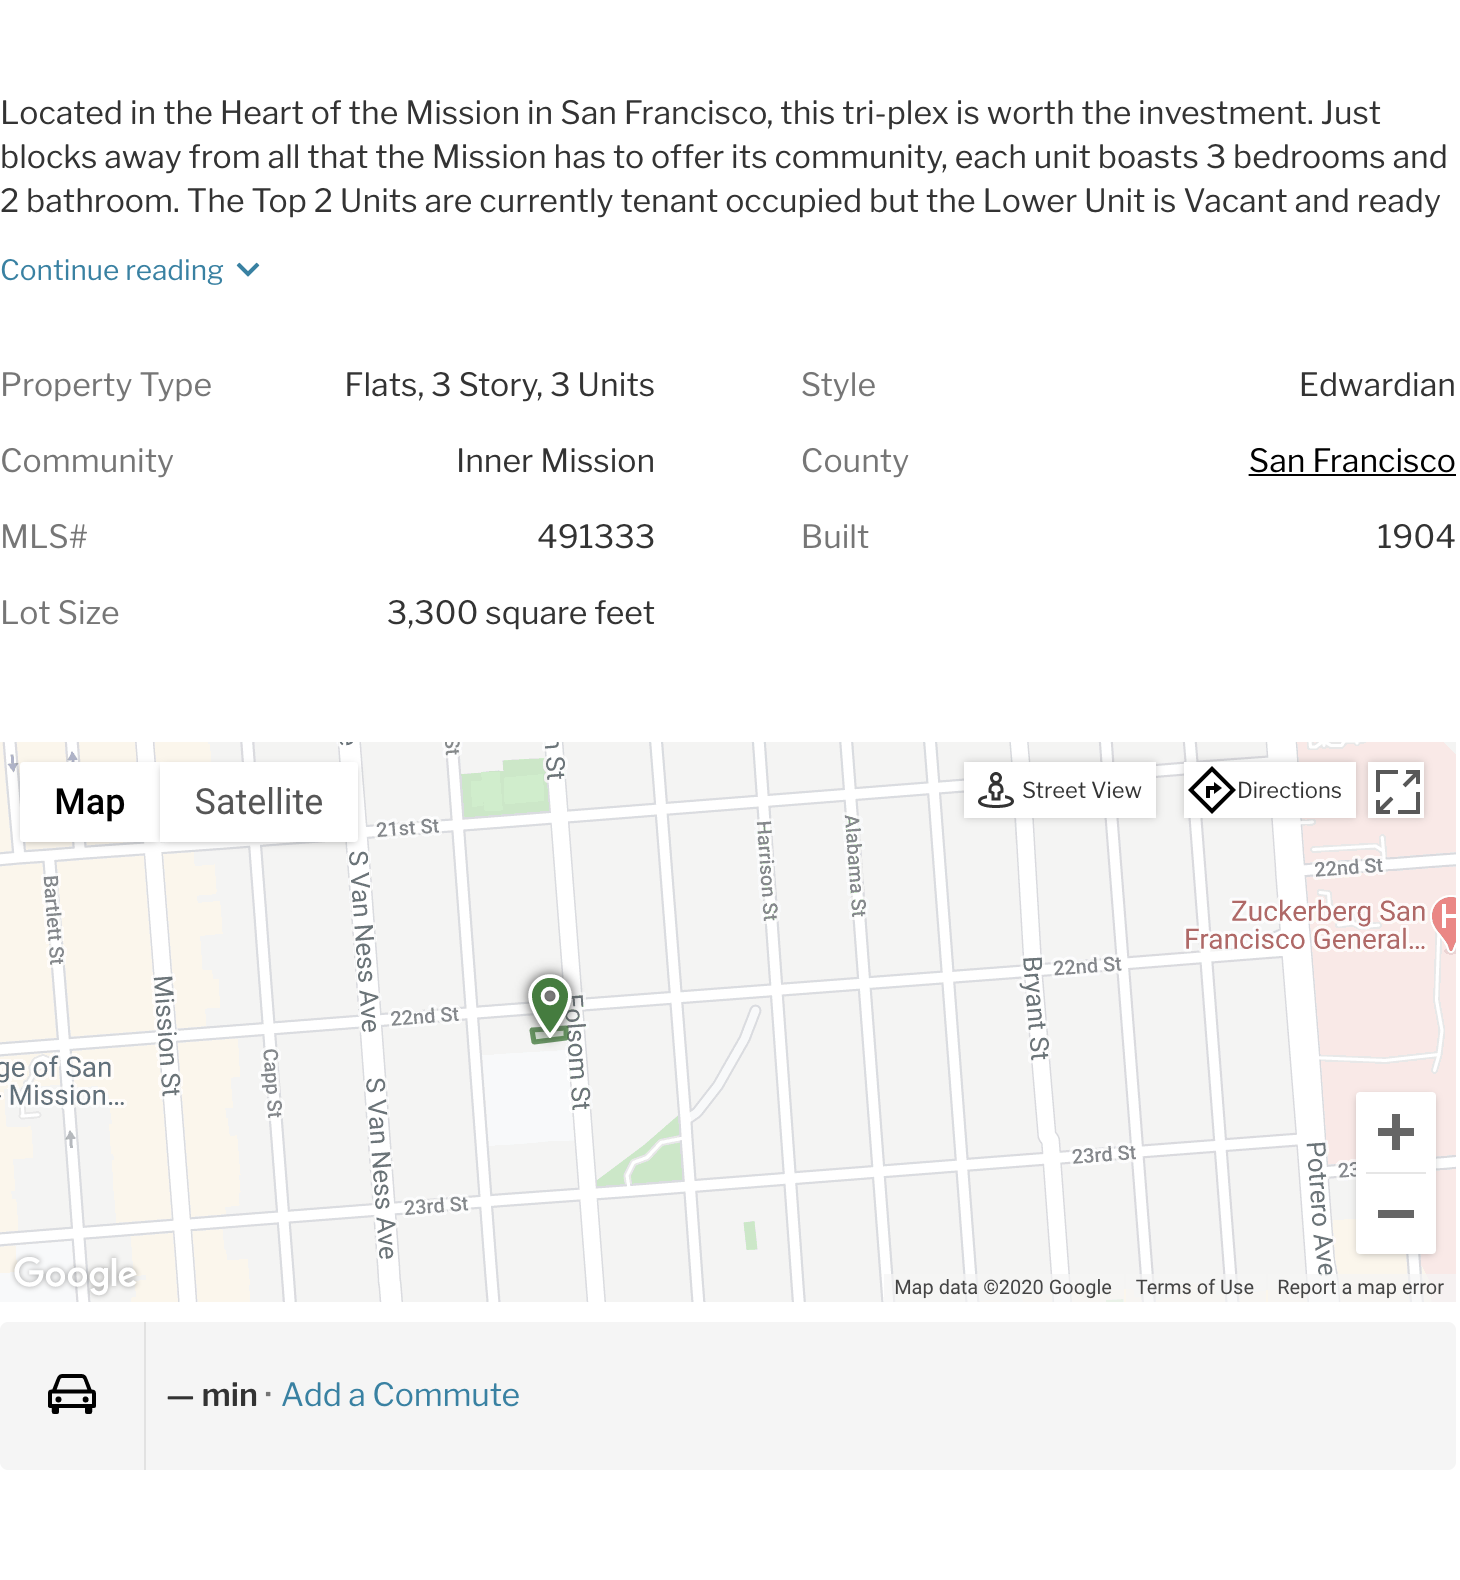 Located in the Heart of the Mission in San Francisco, this tri-plex is worth the investment. Just
blocks away from all that the Mission has to offer its community, each unit boasts 3 bedrooms and
2 bathroom. The Top 2 Units are currently tenant occupied but the Lower Unit is Vacant and ready
Continue reading
Property Type Flats, 3 Story, 3 Units
Style Edwardian
Community Inner Mission
County San Francisco
MLS# 491333
Built 1904
Lot Size 3,300 square feet
Map
Satellite
Street View
Directions
St
n St
21st St
Harrison St
Alabama St
22nd St
Bartlett St
S Van Ness Ave
Zuckerberg San
Francisco General...
Mission St
Bryant St
22nd St
22nd St
Folsom St
ge of San
Mission...
Capp St
S Van Ness Ave
23rd St
Potrero Ave
23
23rd St
Google
Map data ©2020 Google
Terms of Use
Report a map error
— min · Add a Commute